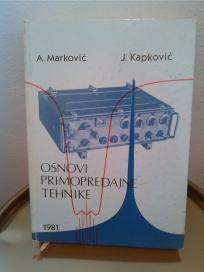 A. Marković J. Kapković
OSNOVI
PRIMOPREDAJNE
TEHNIKE
1981